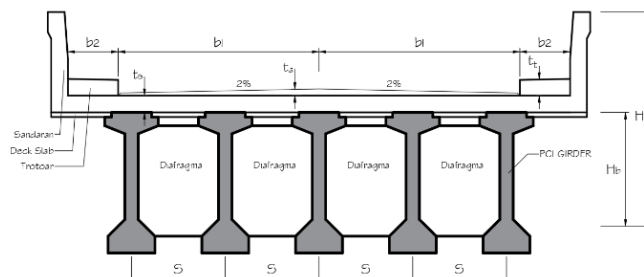 b2 b1 b1 b2
ta ta tt
2% 2%
H
Sandaran
Deck Slab
Trotoar
Diafragma Diafragma Diafragma Diafragma
PCI GIRDER
Hb
S S S S